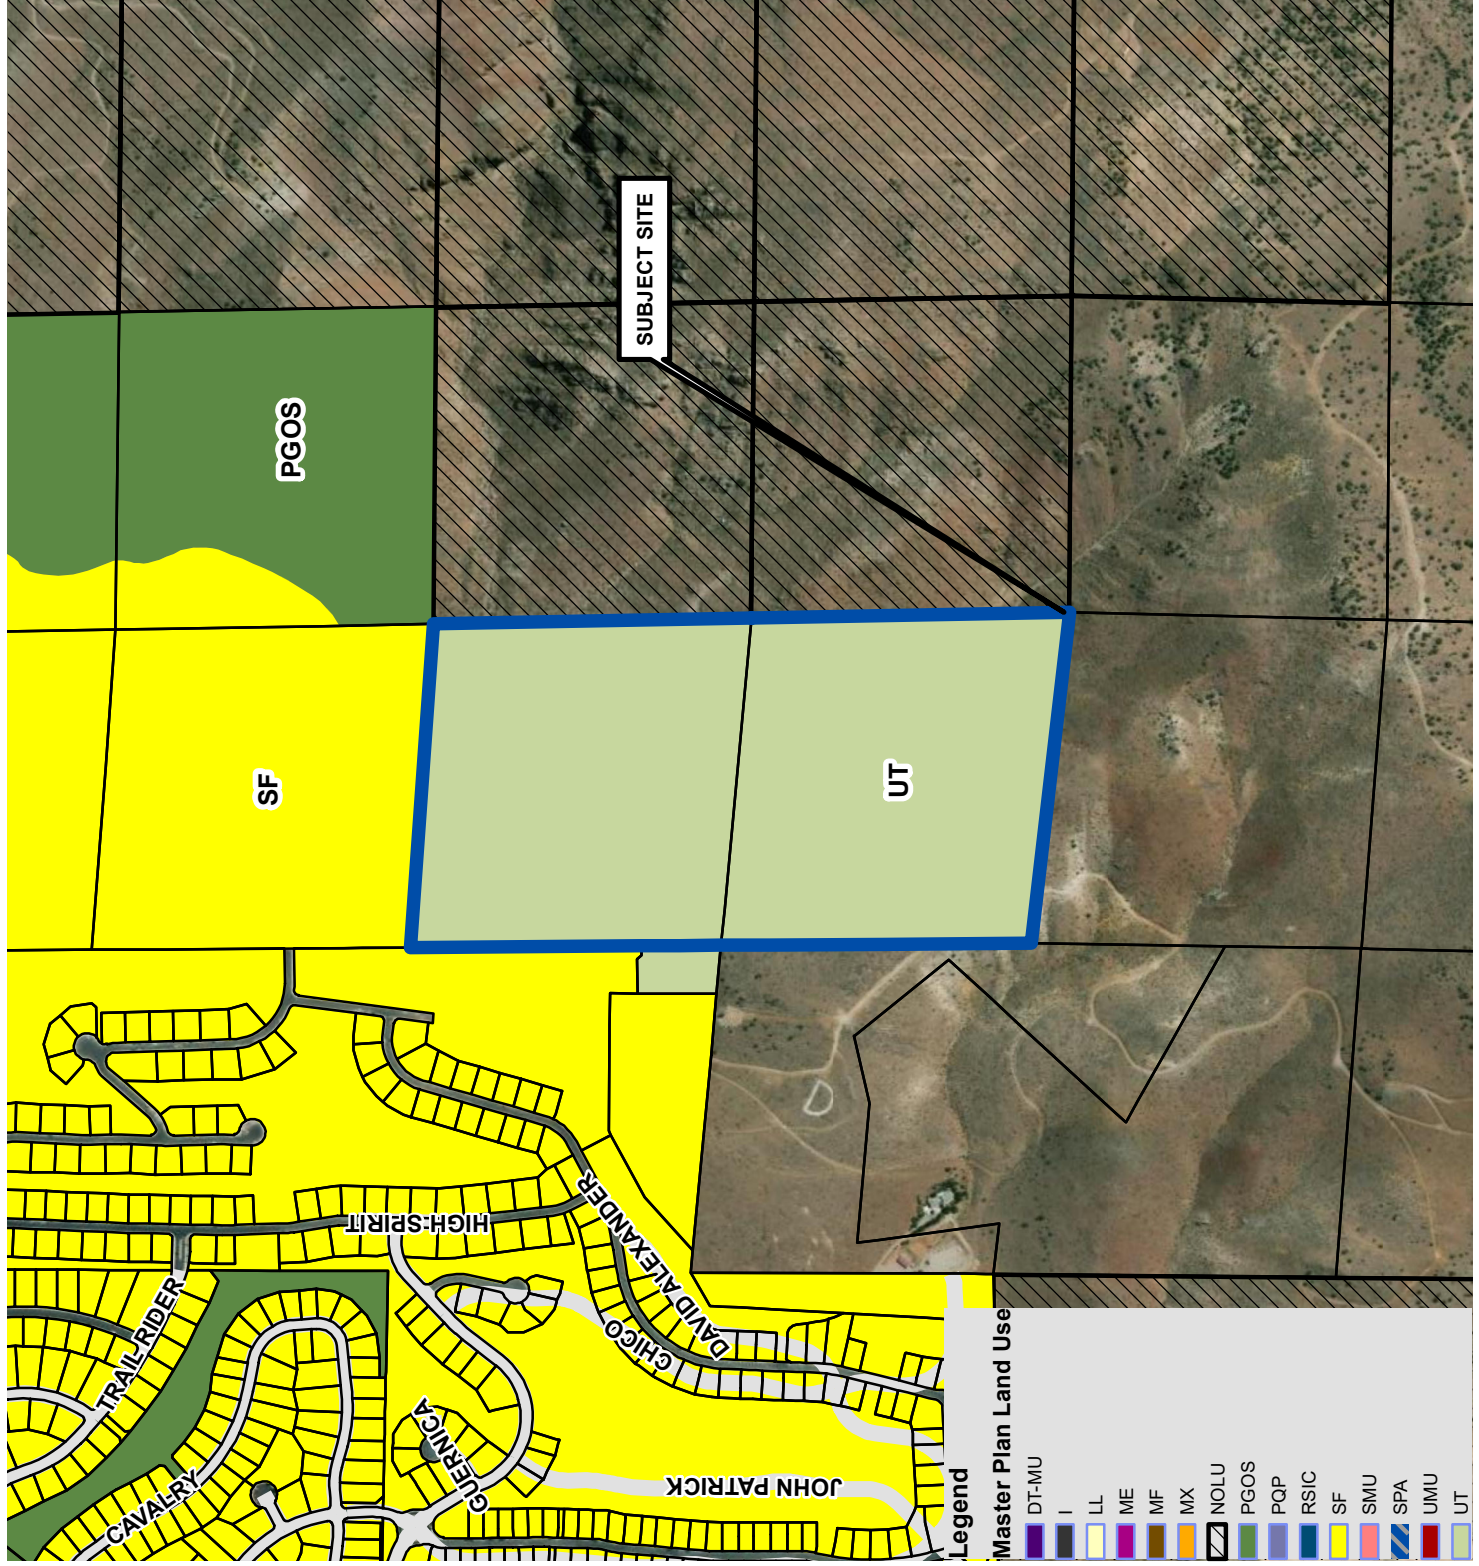 SUBJECT SITE
PGOS
SF
UT
HIGH SPIRIT
TRAIL RIDER
DAVID ALEXANDER
CHICO
CAVALRY
GUERNICA
JOHN PATRICK
Legend
Master Plan Land Use
DT-MU
I
LL
ME
MF
MX
NOLU
PGOS
PQP
RSIC
SF
SMU
SPA
UMU
UT